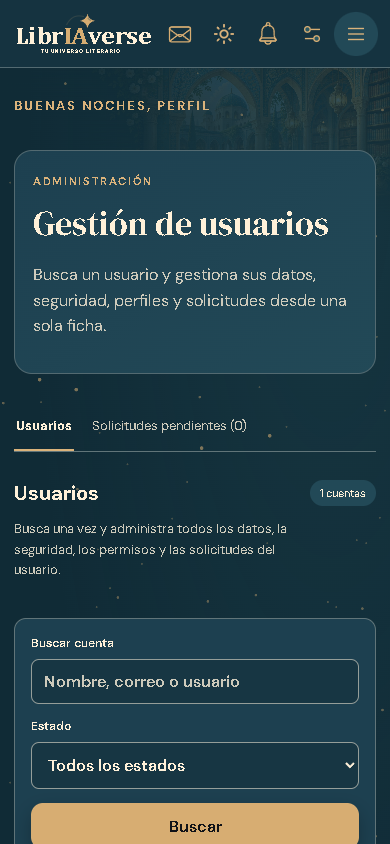 LibrIAverse
TU UNIVERSO LITERARIO
BUENAS NOCHES, PERFIL
ADMINISTRACIÓN
Gestión de usuarios
Busca un usuario y gestiona sus datos,
seguridad, perfiles y solicitudes desde una
sola ficha.
Usuarios
Solicitudes pendientes (0)
Usuarios
1 cuentas
Busca una vez y administra todos los datos, la
seguridad, los permisos y las solicitudes del
usuario.
Buscar cuenta
Nombre, correo o usuario
Estado
Todos los estados
Buscar